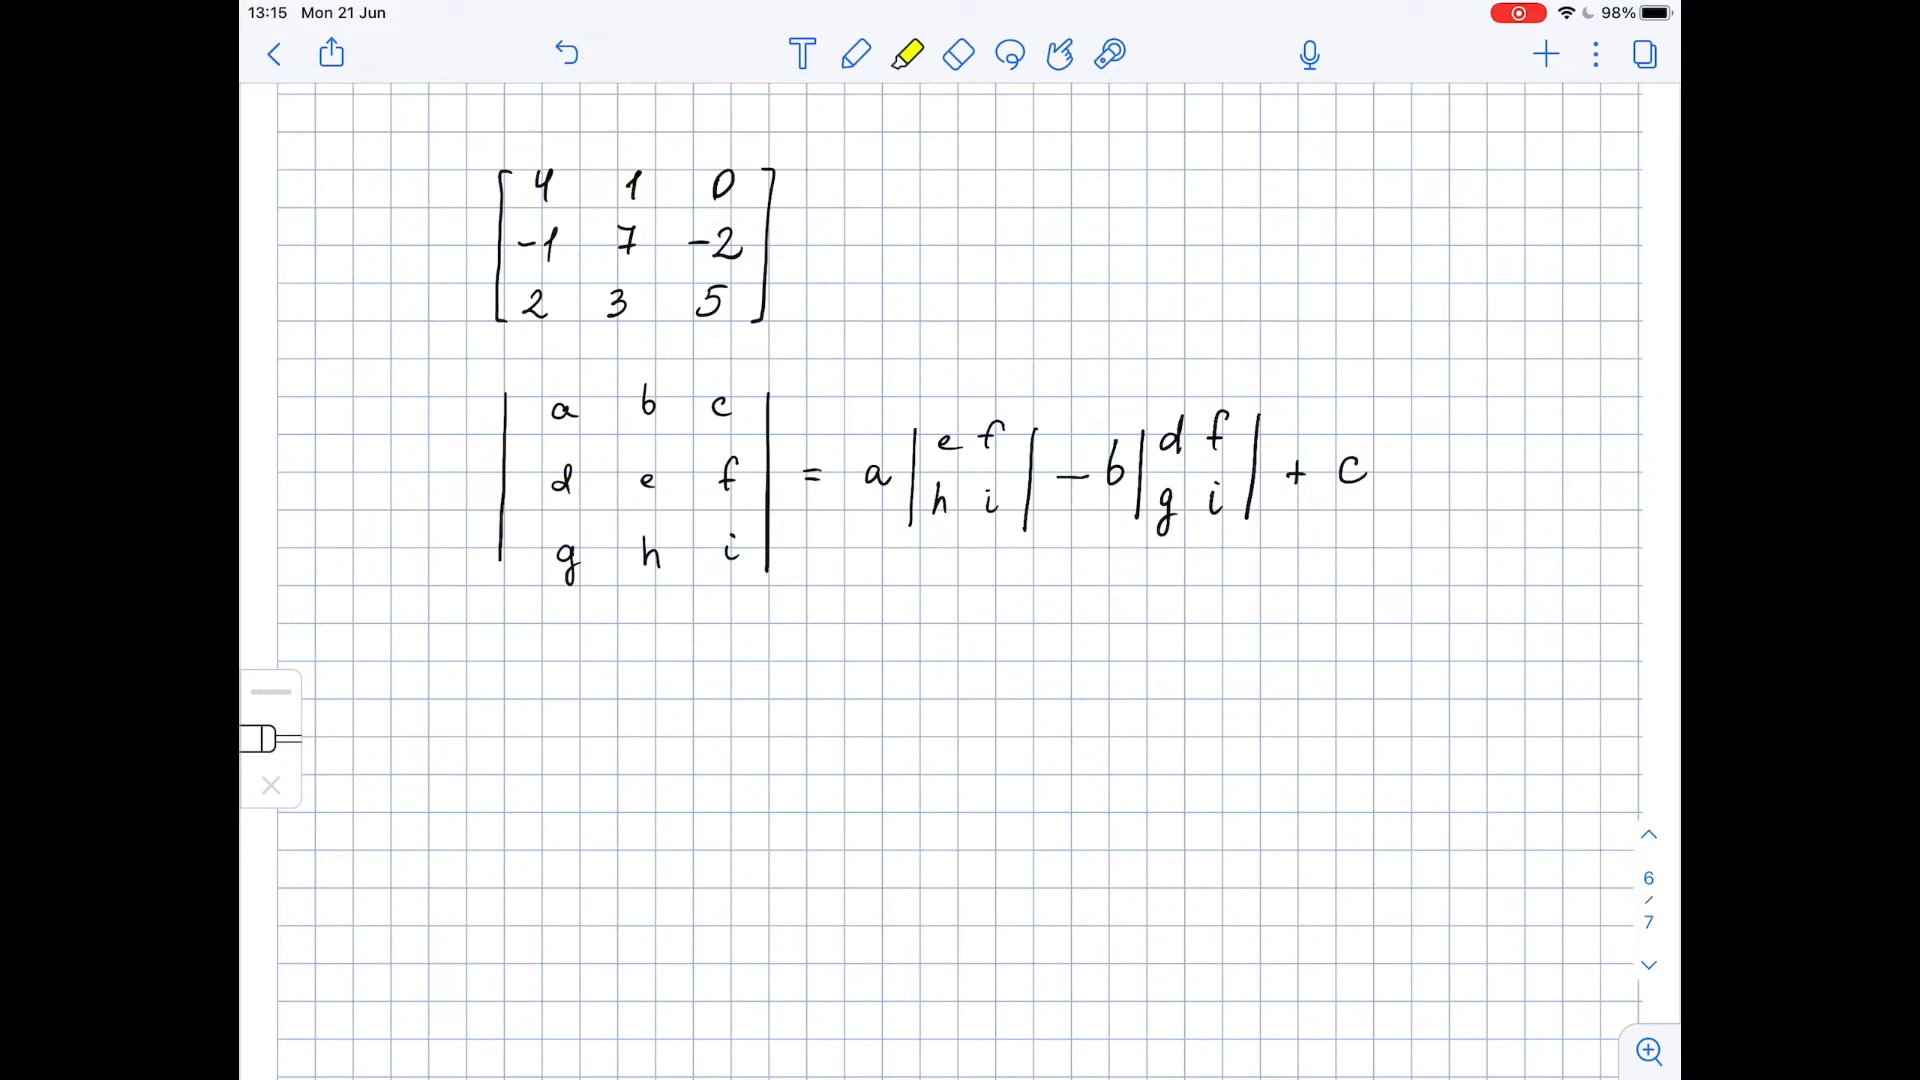 13:15 Mon 21 Jun 98%
T
4 1 0
-1 7 -2
2 3 5
a b c
d e f
g h i
= a | e f | - b | d f | + c
h i g i
6
/
7